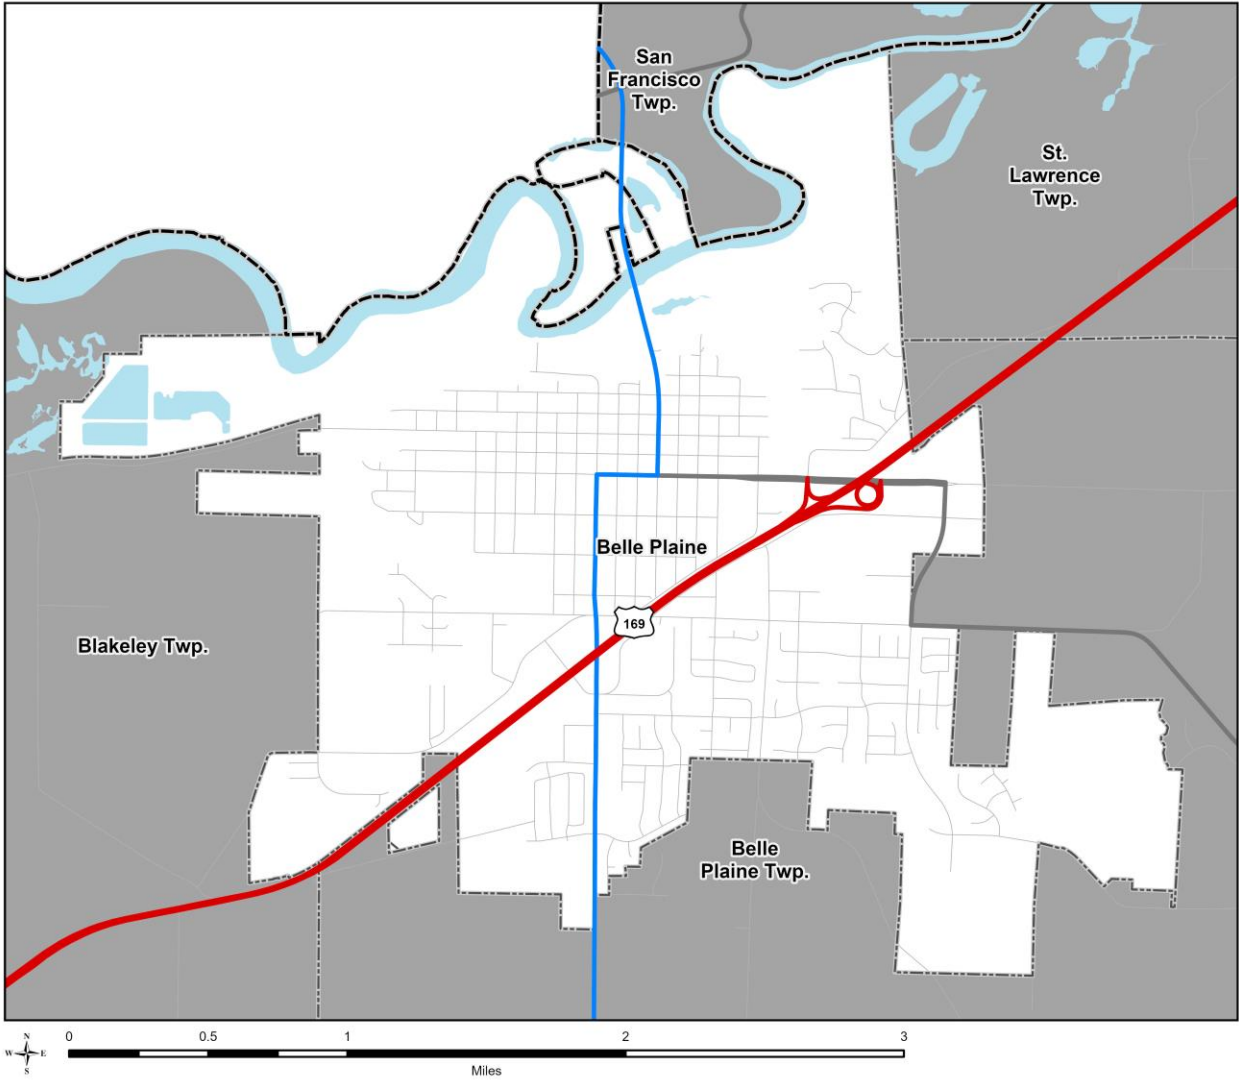 San
Francisco
Twp.
St.
Lawrence
Twp.
Belle Plaine
169
Blakeley Twp.
Belle
Plaine Twp.
N
W E
S
0 0.5 1 2 3
Miles